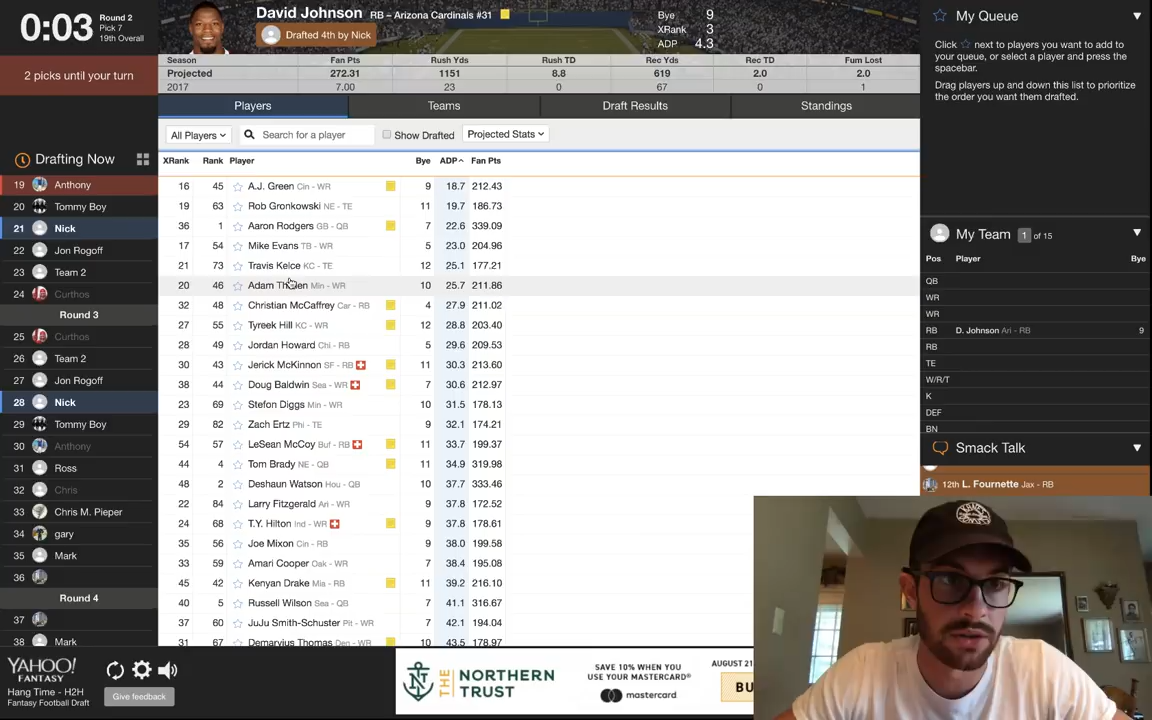 0:03
Round 2
Pick 7
19th Overall
2 picks until your turn
Drafting Now
19 Anthony
20 Tommy Boy
21 Nick
22 Jon Rogoff
23 Team 2
24 Curthos
Round 3
25 Curthos
26 Team 2
27 Jon Rogoff
28 Nick
29 Tommy Boy
30 Anthony
31 Ross
32 Chris
33 Chris M. Pieper
34 gary
35 Mark
36
Round 4
37
38 Mark
YAHOO!
FANTASY
Hang Time - H2H
Fantasy Football Draft
Give feedback
David Johnson RB - Arizona Cardinals #31
Drafted 4th by Nick
Bye 9
XRank 3
ADP 4.3
Season Fan Pts Rush Yds Rush TD Rec Yds Rec TD Fum Lost
Projected 272.31 1151 8.8 619 2.0 2.0
2017 7.00 23 0 67 0 1
Players Teams Draft Results Standings
All Players Search for a player Show Drafted Projected Stats
XRank Rank Player Bye ADP Fan Pts
16 45 A.J. Green Cin - WR 9 18.7 212.43
19 63 Rob Gronkowski NE - TE 11 19.7 186.73
36 1 Aaron Rodgers GB - QB 7 22.6 339.09
17 54 Mike Evans TB - WR 5 23.0 204.96
21 73 Travis Kelce KC - TE 12 25.1 177.21
20 46 Adam Thielen Min - WR 10 25.7 211.86
32 48 Christian McCaffrey Car - RB 4 27.9 211.02
27 55 Tyreek Hill KC - WR 12 28.8 203.40
28 49 Jordan Howard Chi - RB 5 29.6 209.53
30 43 Jerick McKinnon SF - RB 11 30.3 213.60
38 44 Doug Baldwin Sea - WR 7 30.6 212.97
23 69 Stefon Diggs Min - WR 10 31.5 178.13
29 82 Zach Ertz Phi - TE 9 32.1 174.21
54 57 LeSean McCoy Buf - RB 11 33.7 199.37
44 4 Tom Brady NE - QB 11 34.9 319.98
48 2 Deshaun Watson Hou - QB 10 37.7 333.46
22 84 Larry Fitzgerald Ari - WR 9 37.8 172.52
24 68 T.Y. Hilton Ind - WR 9 37.8 178.61
35 56 Joe Mixon Cin - RB 9 38.0 199.58
33 59 Amari Cooper Oak - WR 7 38.4 195.08
45 42 Kenyan Drake Mia - RB 11 39.2 216.10
40 5 Russell Wilson Sea - QB 7 41.1 316.67
37 60 JuJu Smith-Schuster Pit - WR 7 42.1 194.04
31 67 Demaryius Thomas Den - WR 10 43.5 178.97
THE NORTHERN TRUST
SAVE 10% WHEN YOU
USE YOUR MASTERCARD®
mastercard
AUGUST 21
BU
My Queue
Click next to players you want to add to
your queue, or select a player and press the
spacebar.
Drag players up and down this list to prioritize
the order you want them drafted.
My Team 1 of 15
Pos Player Bye
QB
WR
WR
RB D. Johnson Ari - RB 9
RB
TE
W/R/T
K
DEF
BN
Smack Talk
12th L. Fournette Jax - RB